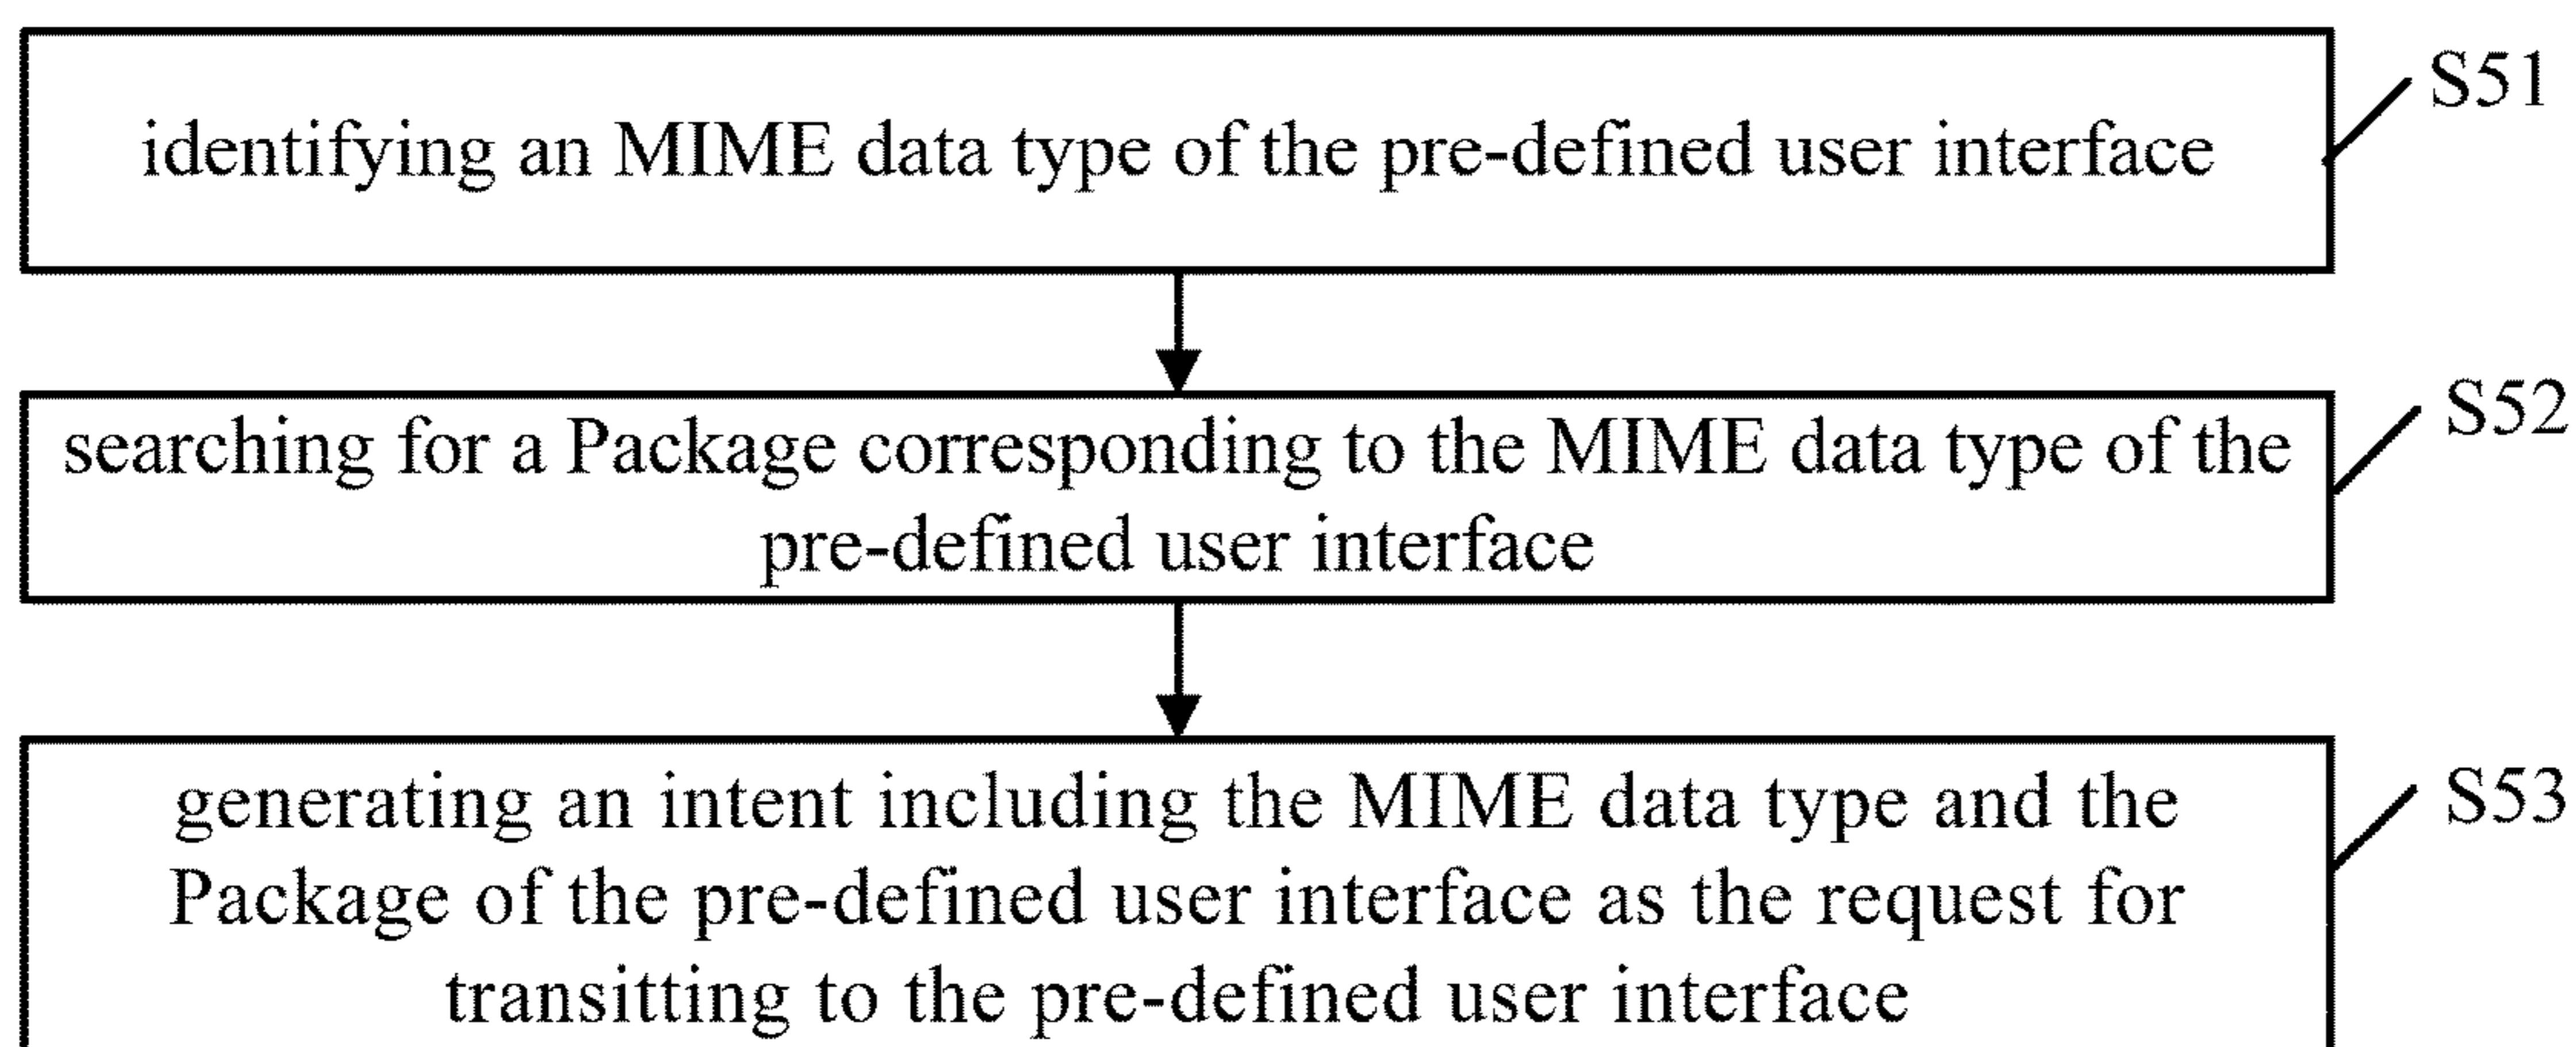 identifying an MIME data type of the pre-defined user interface
S51
searching for a Package corresponding to the MIME data type of the
pre-defined user interface
S52
generating an intent including the MIME data type and the
Package of the pre-defined user interface as the request for
transitting to the pre-defined user interface
S53